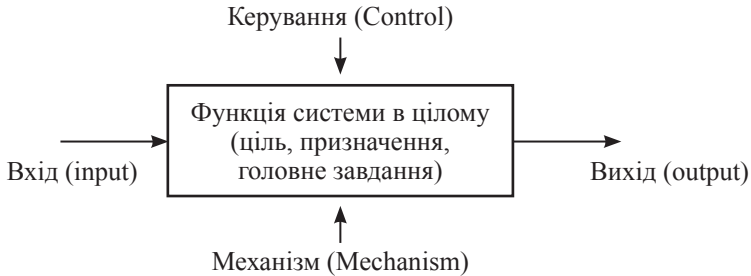 Керування (Control)
Функція системи в цілому
(ціль, призначення,
головне завдання)
Вхід (input)
Вихід (output)
Механізм (Mechanism)